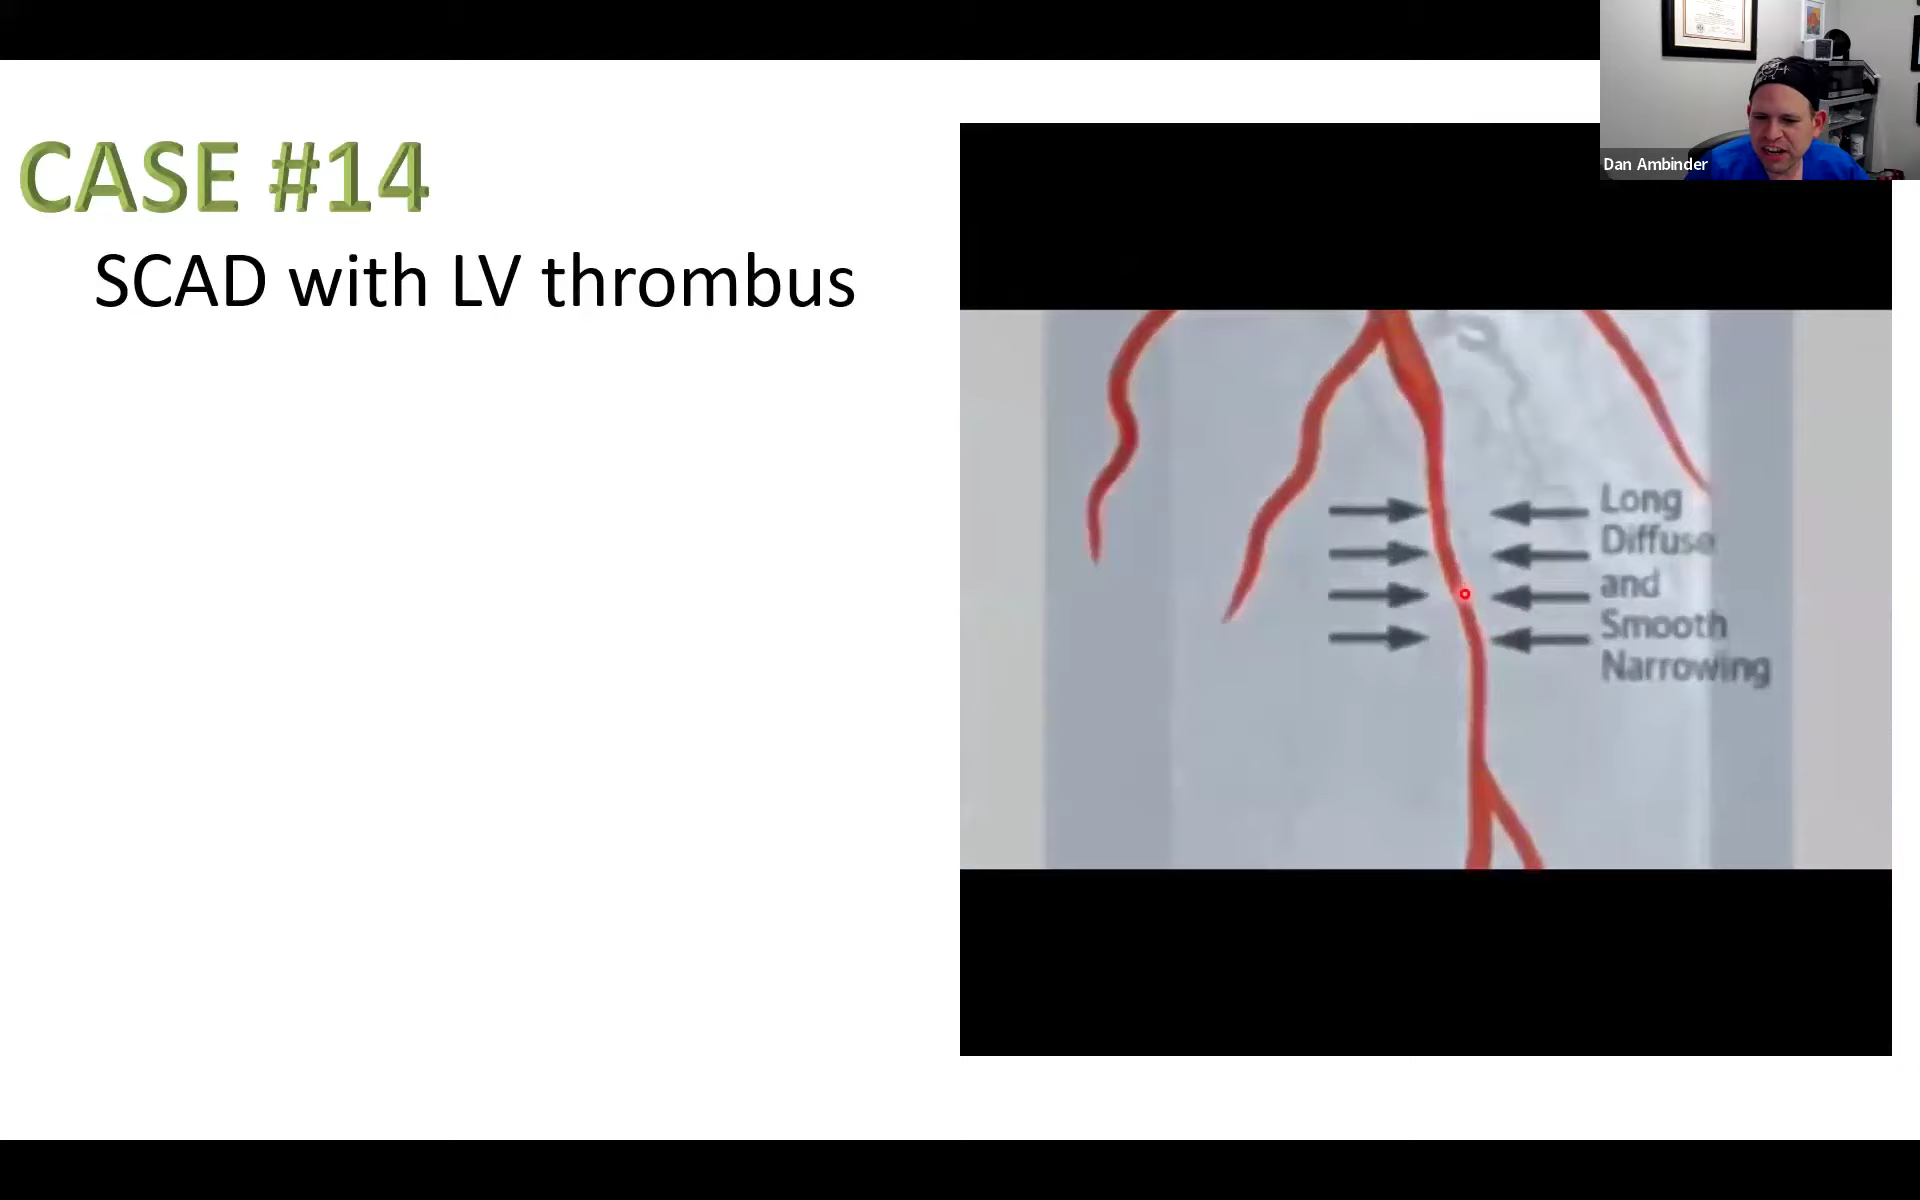 CASE #14
SCAD with LV thrombus
Long
Diffuse
and
Smooth
Narrowing
Dan Ambinder